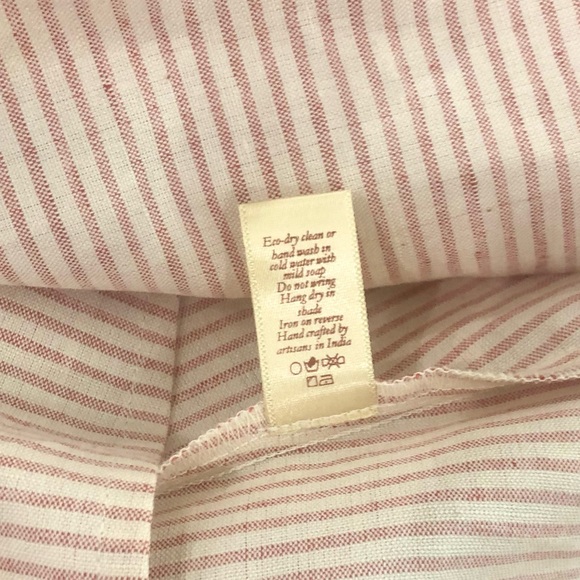 Eco-dry clean or
hand wash in
cold water with
mild soap
Do not wring
Hang dry in
shade
Iron on reverse
Hand crafted by
artisans in India